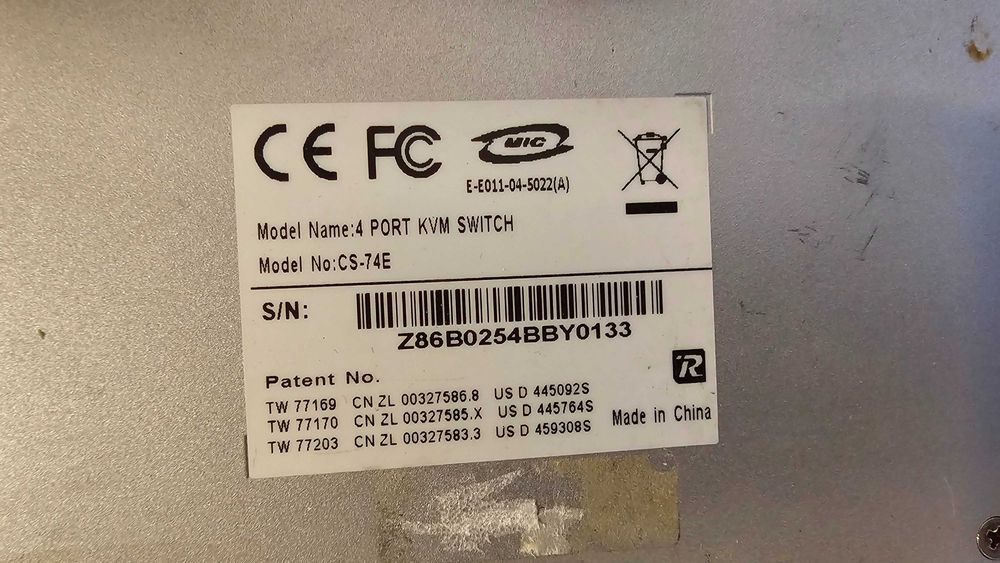 CE FC MIC
E-E011-04-5022(A)
Model Name:4 PORT KVM SWITCH
Model No:CS-74E
S/N:
Z86B0254BBY0133
Patent No.
TW 77169 CN ZL 00327586.8 US D 445092S
TW 77170 CN ZL 00327585.X US D 445764S
TW 77203 CN ZL 00327583.3 US D 459308S
R
Made in China